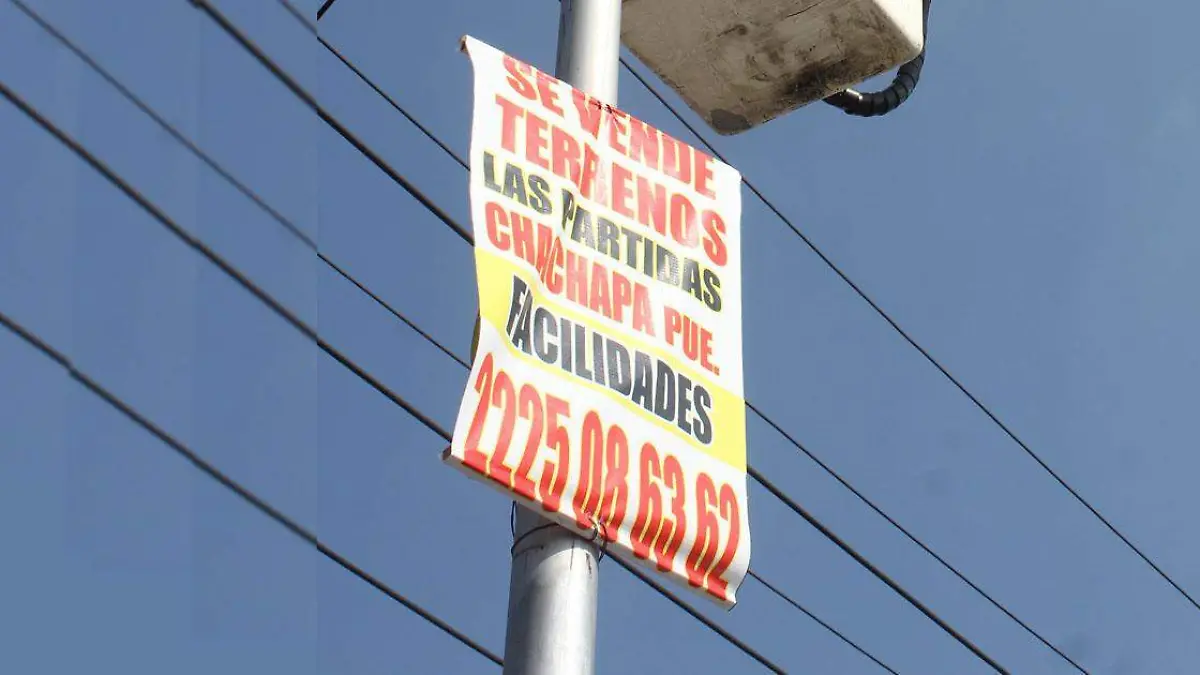 SE VENDE
TERRENOS
LAS PARTIDAS
CHACHAPA PUE.
FACILIDADES
2225 08 63 62